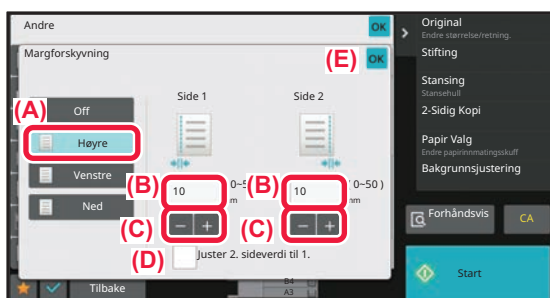 Andre
OK
Margforskyvning
(E)
OK
(A)
Off
Høyre
Venstre
Ned
Side 1
Side 2
(B)
10
0~5
m
(B)
10
0~50 )
mm
(C)
- +
(C)
- +
(D)
Juster 2. sideverdi til 1.
Tilbake
B4
A3
Original
Endre størrelse/retning.
Stifting
Stansing
Stansehull
2-Sidig Kopi
Papir Valg
Endre papirinnmatingsskuff
Bakgrunnsjustering
Forhåndsvis
CA
Start